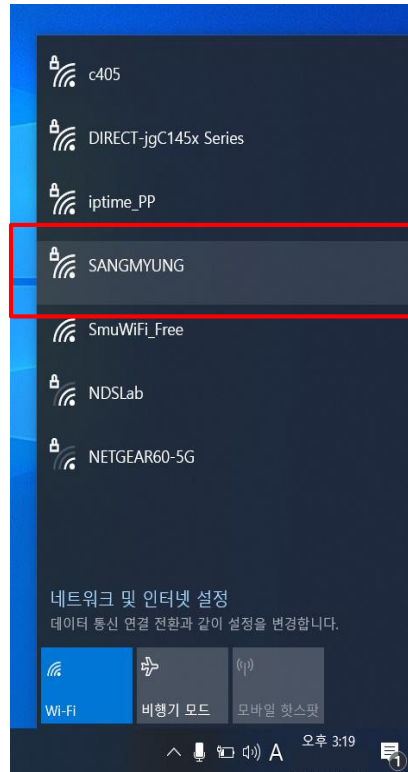 c405
DIRECT-jgC145x Series
iptime_PP
SANGMYUNG
SmuWiFi_Free
NDSLab
NETGEAR60-5G
네트워크 및 인터넷 설정
데이터 통신 연결 전환과 같이 설정을 변경합니다.
Wi-Fi
비행기 모드
모바일 핫스팟
A
오후 3:19
1